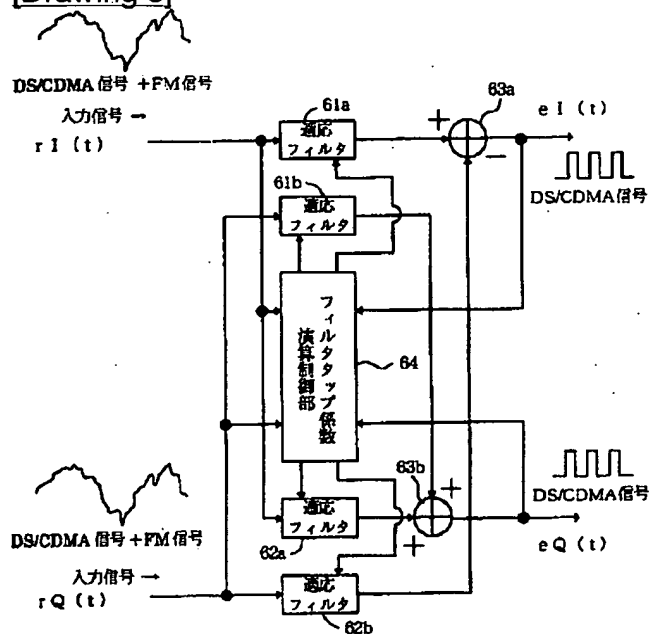 DS/CDMA信号+FM信号
入力信号→
rI(t)
61a
適応
フィルタ
61b
適応
フィルタ
63a
+
−
eI(t)
DS/CDMA信号
フィルタタップ係数
演算制御部
64
63b
+
+
DS/CDMA信号
eQ(t)
DS/CDMA信号+FM信号
入力信号→
rQ(t)
適応
フィルタ
62a
適応
フィルタ
62b